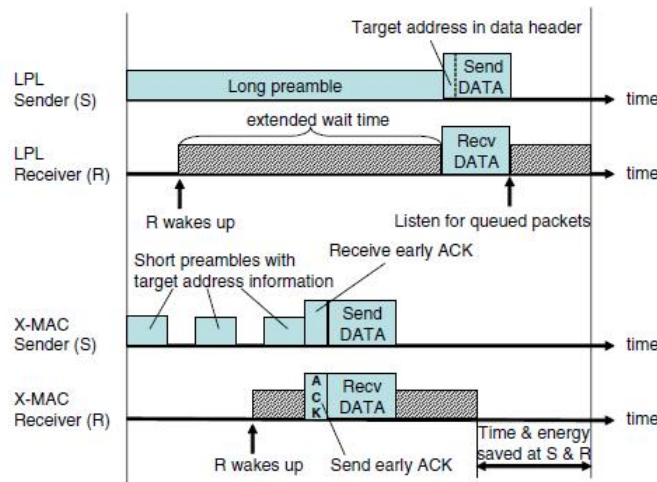 Target address in data header
LPL
Sender (S)
Long preamble
Send
DATA
time
extended wait time
LPL
Receiver (R)
Recv
DATA
time
R wakes up
Listen for queued packets
Short preambles with
target address information
Receive early ACK
X-MAC
Sender (S)
Send
DATA
time
X-MAC
Receiver (R)
A
C
K
Recv
DATA
time
R wakes up
Send early ACK
Time & energy
saved at S & R